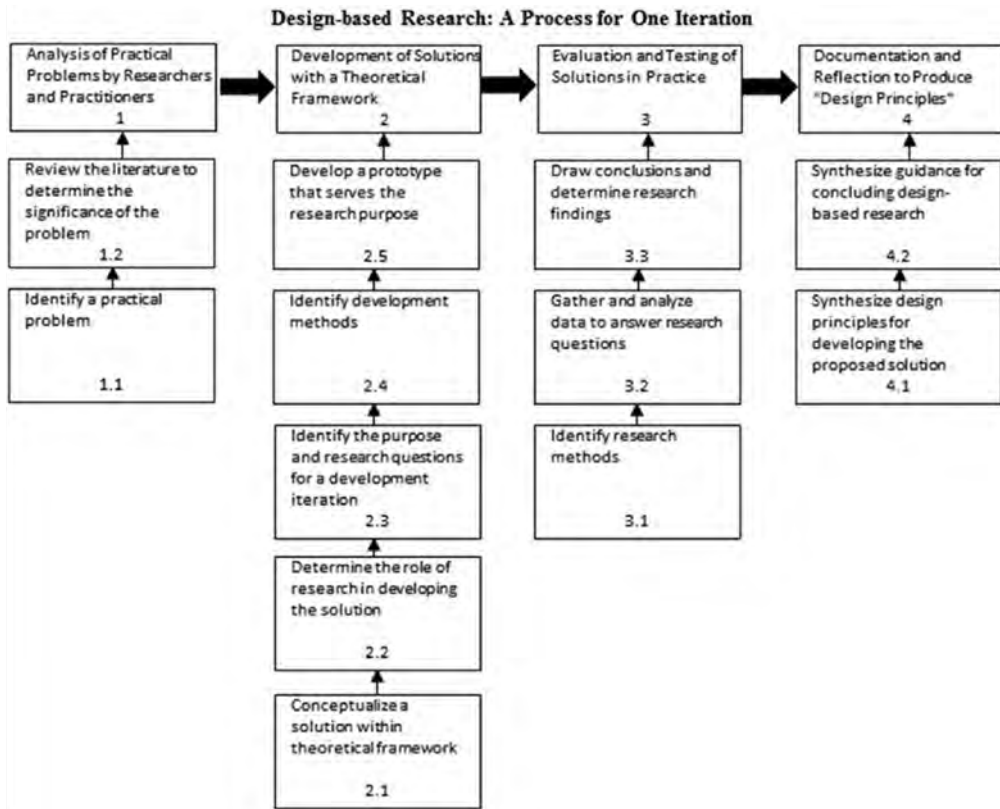 Design-based Research: A Process for One Iteration
Analysis of Practical
Problems by Researchers
and Practitioners
1
Development of Solutions
with a Theoretical
Framework
2
Evaluation and Testing of
Solutions in Practice
3
Documentation and
Reflection to Produce
"Design Principles"
4
Review the literature to
determine the
significance of the
problem
1.2
Develop a prototype
that serves the
research purpose
2.5
Draw conclusions and
determine research
findings
3.3
Synthesize guidance for
concluding design-
based research
4.2
Identify a practical
problem
1.1
Identify development
methods
2.4
Gather and analyze
data to answer research
questions
3.2
Synthesize design
principles for
developing the
proposed solution
4.1
Identify the purpose
and research questions
for a development
iteration
2.3
Identify research
methods
3.1
Determine the role of
research in developing
the solution
2.2
Conceptualize a
solution within
theoretical framework
2.1